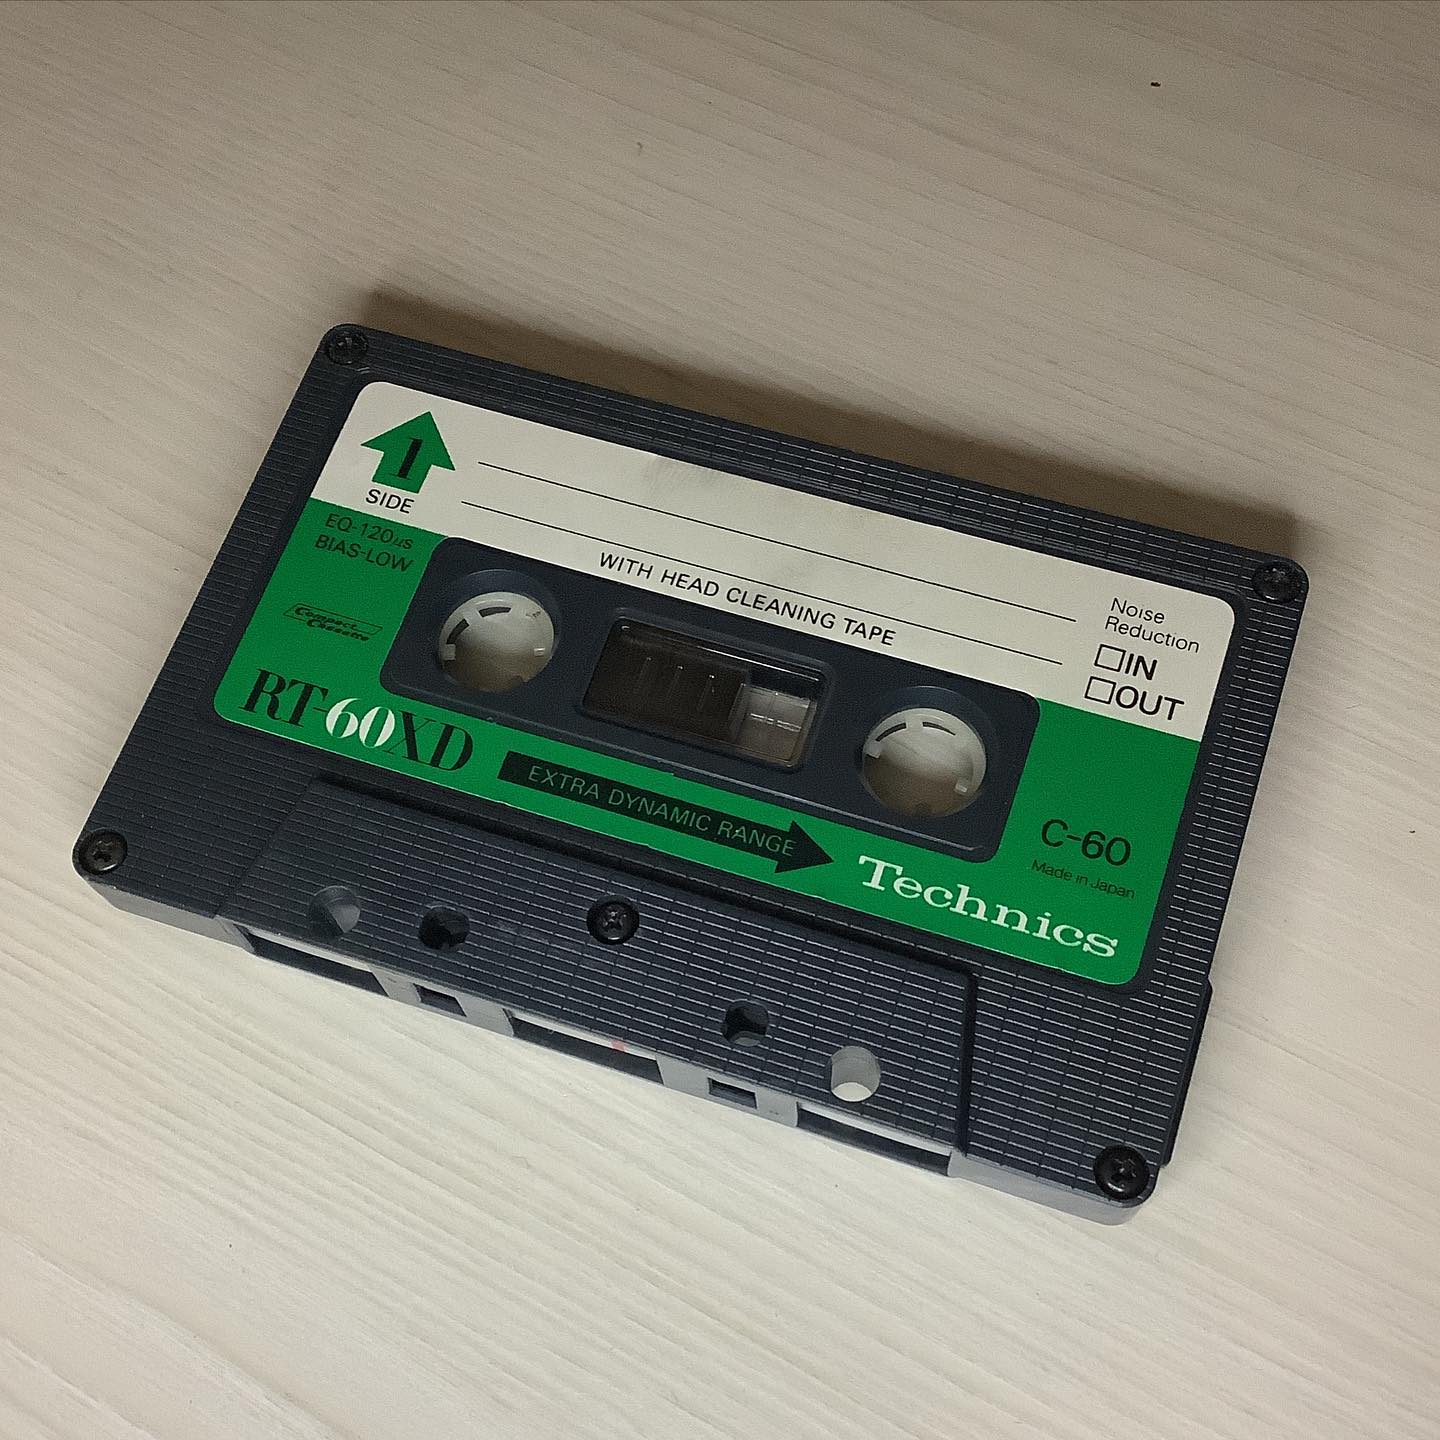 1
SIDE
EQ-120μs
BIAS-LOW
Compact
Cassette
WITH HEAD CLEANING TAPE
Noise
Reduction
IN
OUT
RT-60XD
EXTRA DYNAMIC RANGE
C-60
Made in Japan
Technics